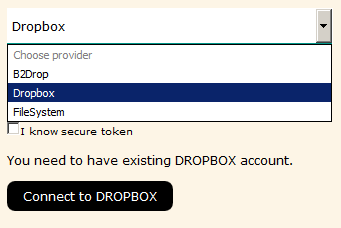 Dropbox
Choose provider
B2Drop
Dropbox
FileSystem
I know secure token
You need to have existing DROPBOX account.
Connect to DROPBOX